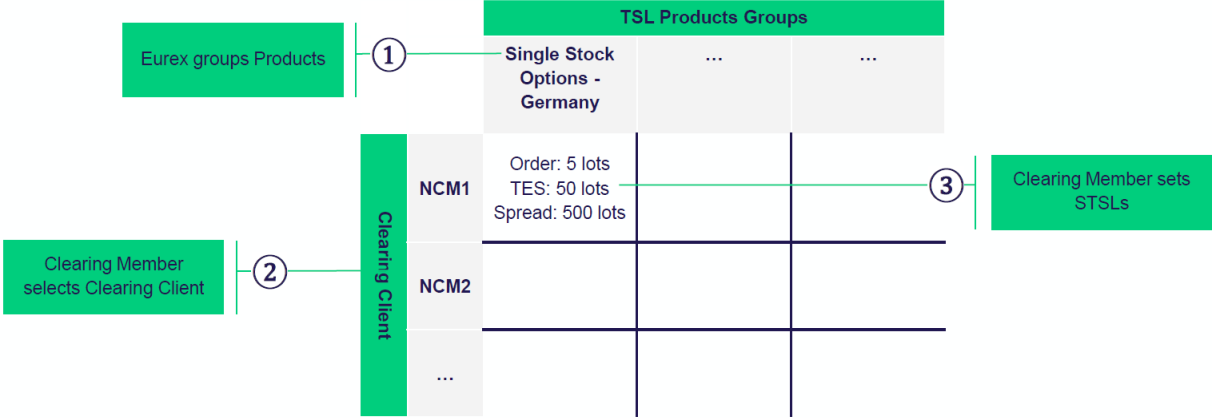 TSL Products Groups
Eurex groups Products
①
Single Stock
Options -
Germany
...
...
Clearing Client
NCM1
Order: 5 lots
TES: 50 lots
Spread: 500 lots
③
Clearing Member sets
STSLs
Clearing Member
selects Clearing Client
②
NCM2
...